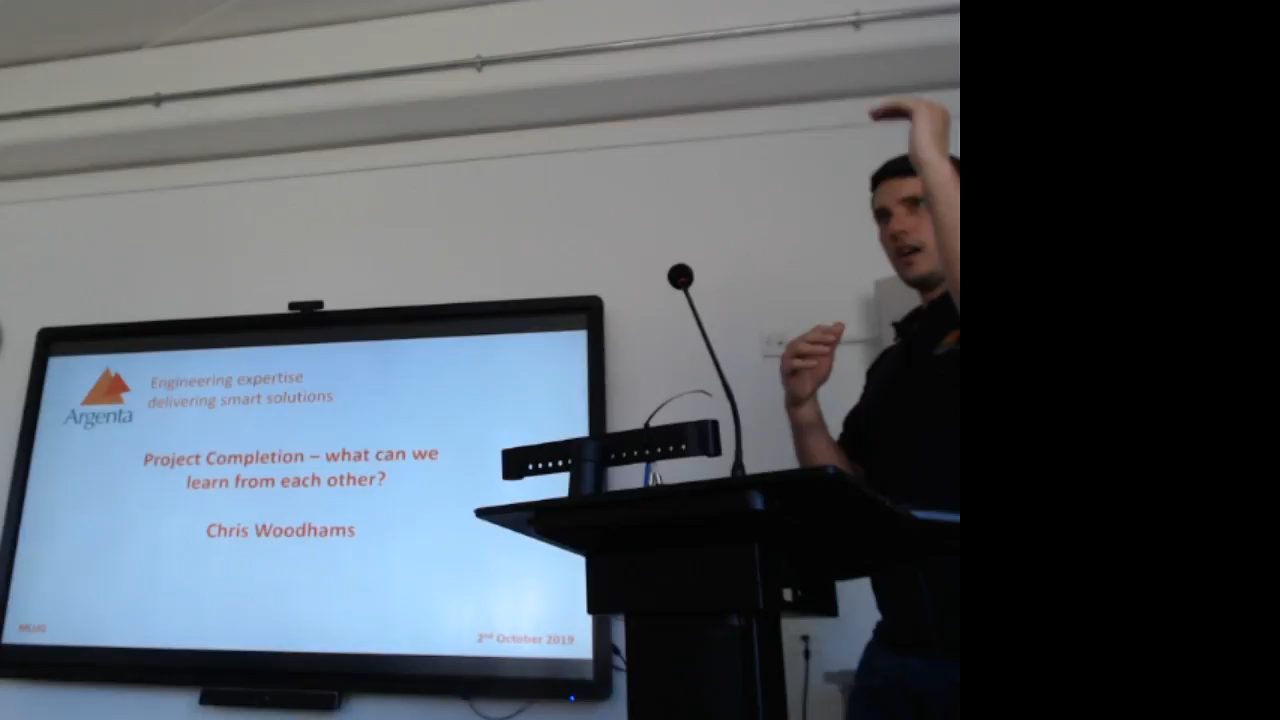 Engineering expertise
delivering smart solutions
Argenta
Project Completion – what can we
learn from each other?
Chris Woodhams
2nd October 2019